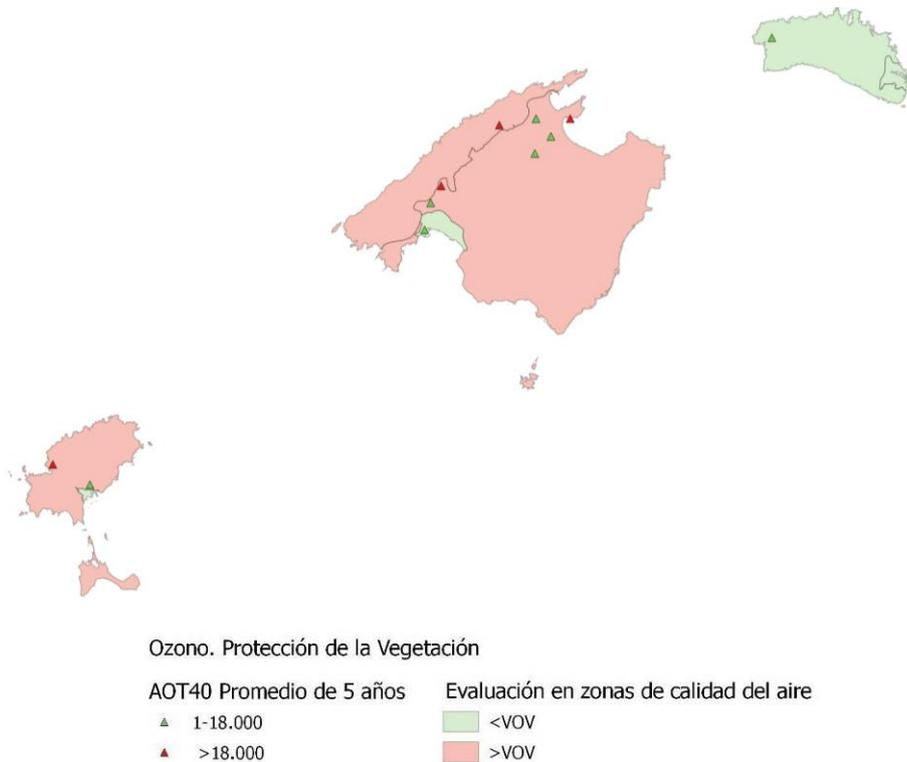 Ozono. Protección de la Vegetación
AOT40 Promedio de 5 años
1-18.000
>18.000
Evaluación en zonas de calidad del aire
<VOV
>VOV